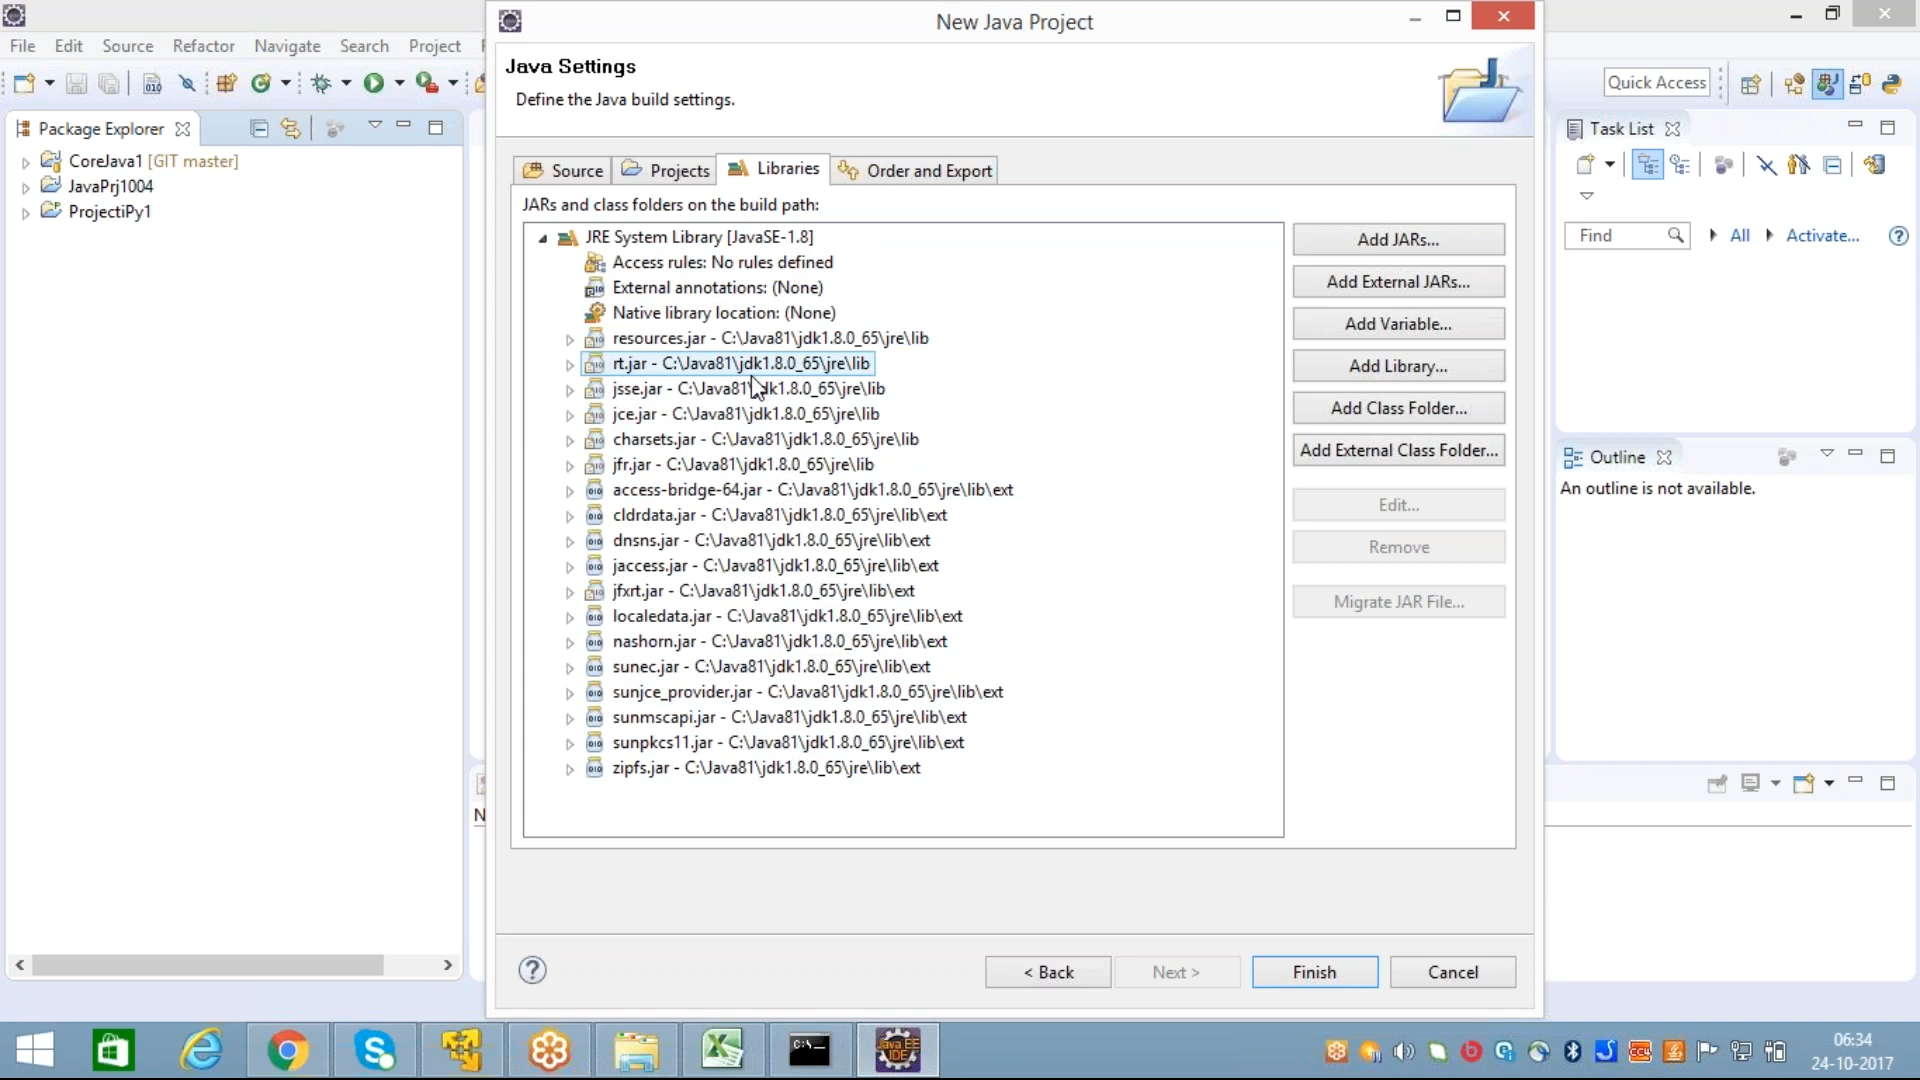 New Java Project
File Edit Source Refactor Navigate Search Project
Java Settings
Define the Java build settings.
Quick Access
Package Explorer
CoreJava1 [GIT master]
JavaPrj1004
ProjectiPy1
Source Projects Libraries Order and Export
JARs and class folders on the build path:
JRE System Library [JavaSE-1.8]
Access rules: No rules defined
External annotations: (None)
Native library location: (None)
resources.jar - C:\Java81\jdk1.8.0_65\jre\lib
rt.jar - C:\Java81\jdk1.8.0_65\jre\lib
jsse.jar - C:\Java81\jdk1.8.0_65\jre\lib
jce.jar - C:\Java81\jdk1.8.0_65\jre\lib
charsets.jar - C:\Java81\jdk1.8.0_65\jre\lib
jfr.jar - C:\Java81\jdk1.8.0_65\jre\lib
access-bridge-64.jar - C:\Java81\jdk1.8.0_65\jre\lib\ext
cldrdata.jar - C:\Java81\jdk1.8.0_65\jre\lib\ext
dnsns.jar - C:\Java81\jdk1.8.0_65\jre\lib\ext
jaccess.jar - C:\Java81\jdk1.8.0_65\jre\lib\ext
jfxrt.jar - C:\Java81\jdk1.8.0_65\jre\lib\ext
localedata.jar - C:\Java81\jdk1.8.0_65\jre\lib\ext
nashorn.jar - C:\Java81\jdk1.8.0_65\jre\lib\ext
sunec.jar - C:\Java81\jdk1.8.0_65\jre\lib\ext
sunjce_provider.jar - C:\Java81\jdk1.8.0_65\jre\lib\ext
sunmscapi.jar - C:\Java81\jdk1.8.0_65\jre\lib\ext
sunpkcs11.jar - C:\Java81\jdk1.8.0_65\jre\lib\ext
zipfs.jar - C:\Java81\jdk1.8.0_65\jre\lib\ext
Add JARs...
Add External JARs...
Add Variable...
Add Library...
Add Class Folder...
Add External Class Folder...
Edit...
Remove
Migrate JAR File...
< Back Next > Finish Cancel
Task List
Find All Activate...
Outline
An outline is not available.
N
Java EE
IDE
06:34
24-10-2017